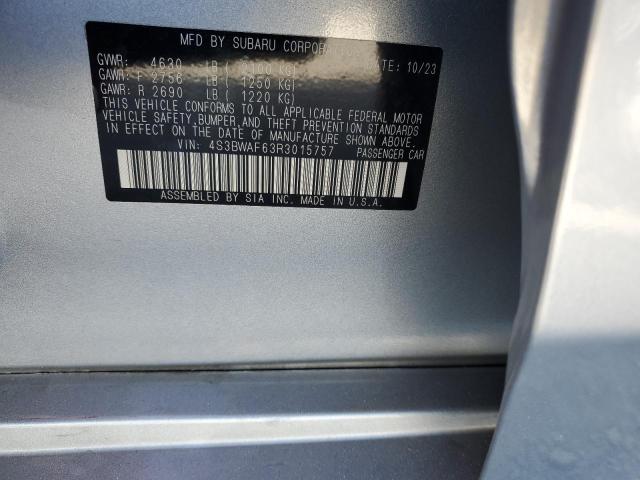 MFD BY SUBARU CORPOR
GVWR: 4630 LB ( 2100 KG) ATE: 10/23
GAWR: F 2756 LB ( 1250 KG)
GAWR: R 2690 LB ( 1220 KG)
THIS VEHICLE CONFORMS TO ALL APPLICABLE FEDERAL MOTOR
VEHICLE SAFETY,BUMPER,AND THEFT PREVENTION STANDARDS
IN EFFECT ON THE DATE OF MANUFACTURE SHOWN ABOVE.
VIN: 4S3BWAF63R3015757 PASSENGER CAR
ASSEMBLED BY SIA INC. MADE IN U.S.A.